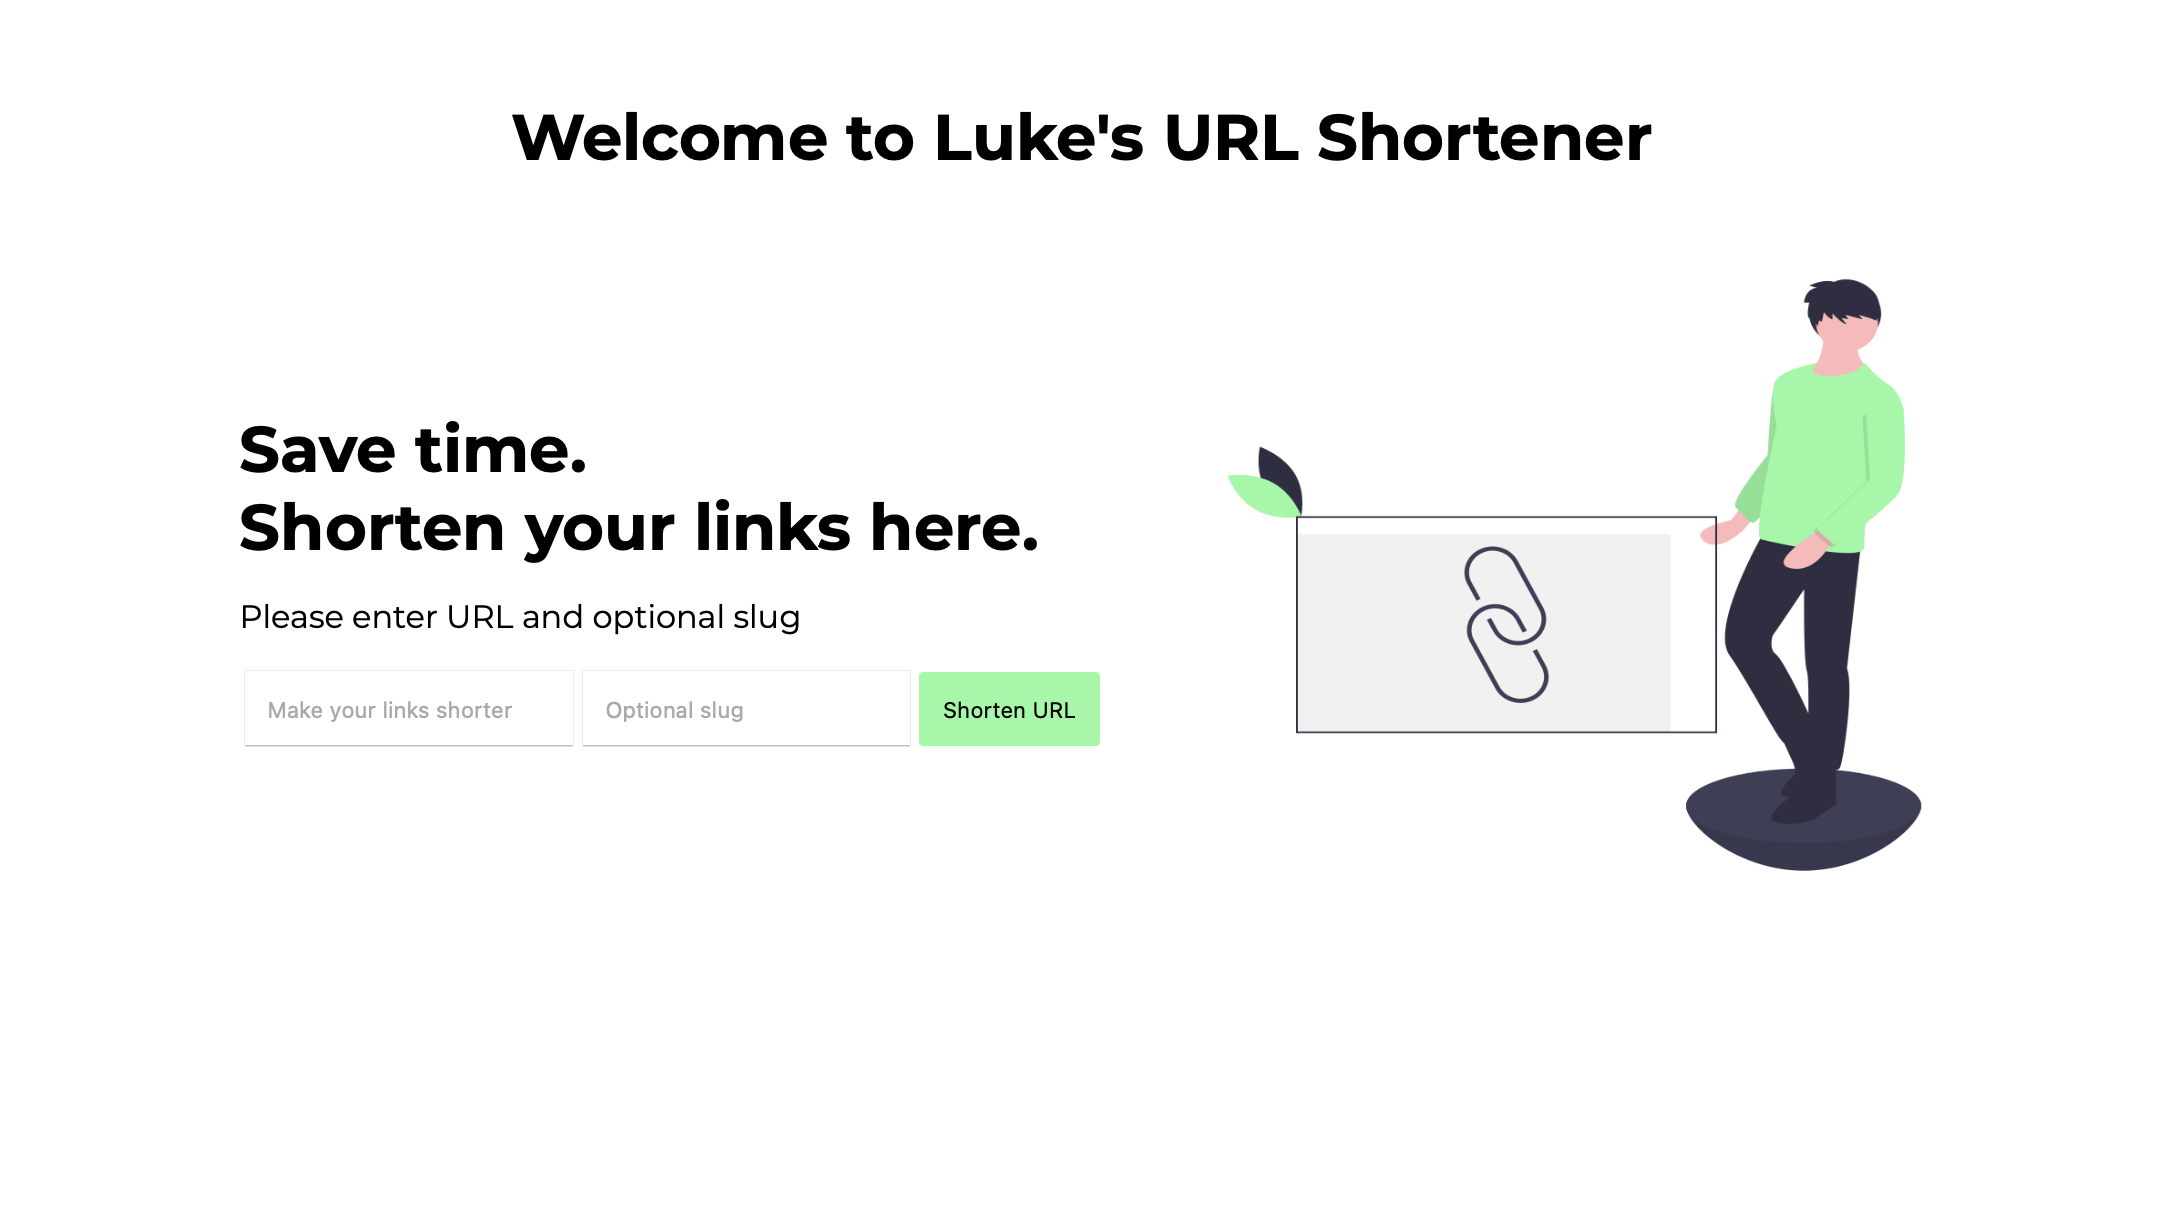 Welcome to Luke's URL Shortener
Save time.
Shorten your links here.
Please enter URL and optional slug
Make your links shorter
Optional slug
Shorten URL